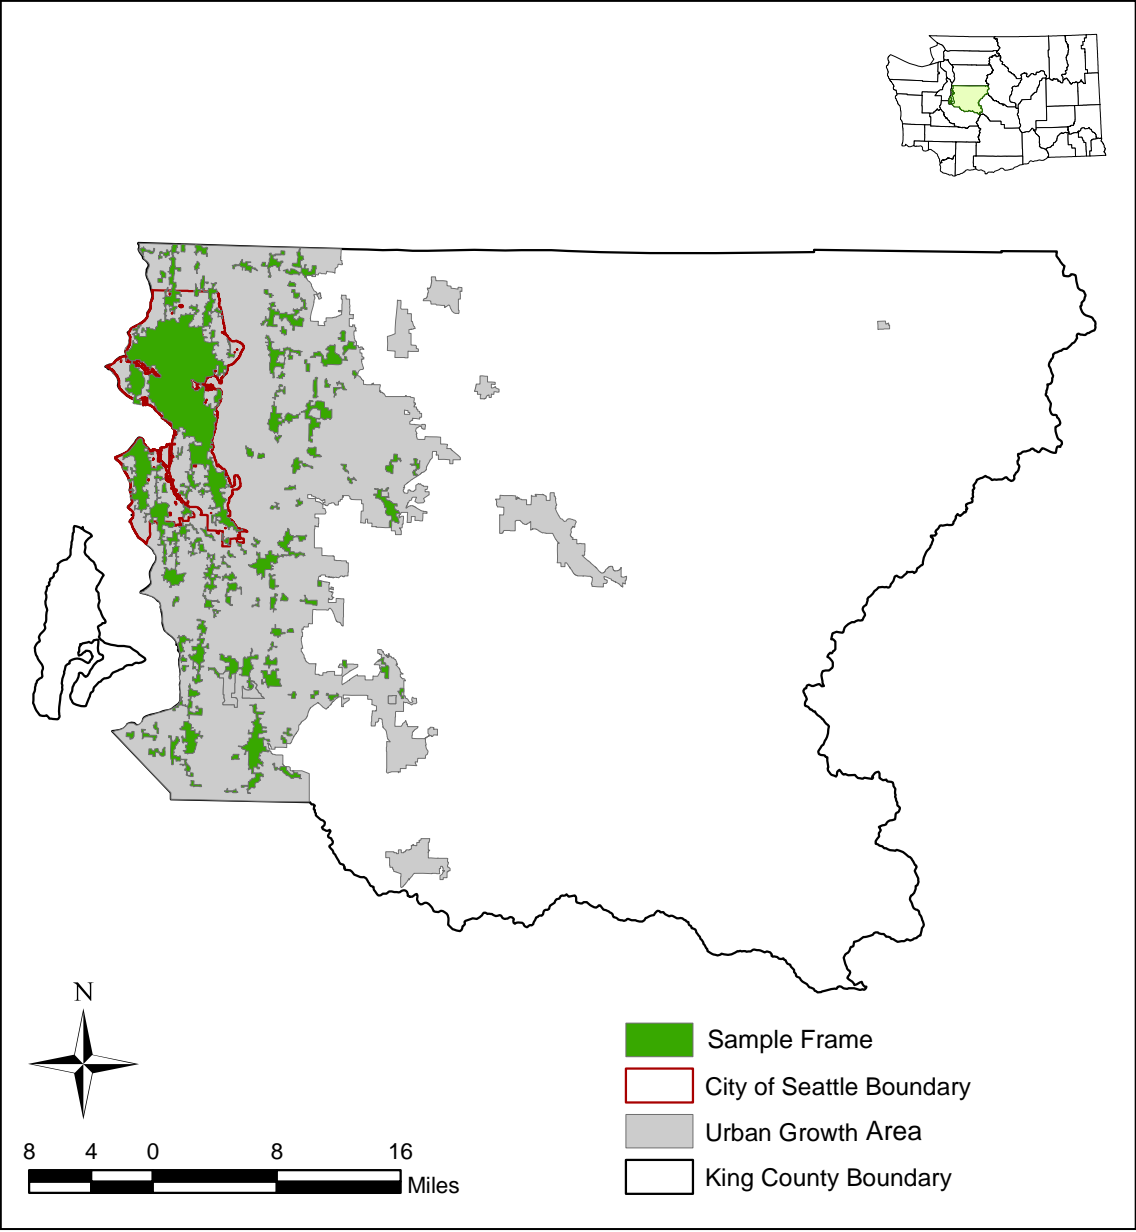 N
8 4 0 8 16
Miles
Sample Frame
City of Seattle Boundary
Urban Growth Area
King County Boundary